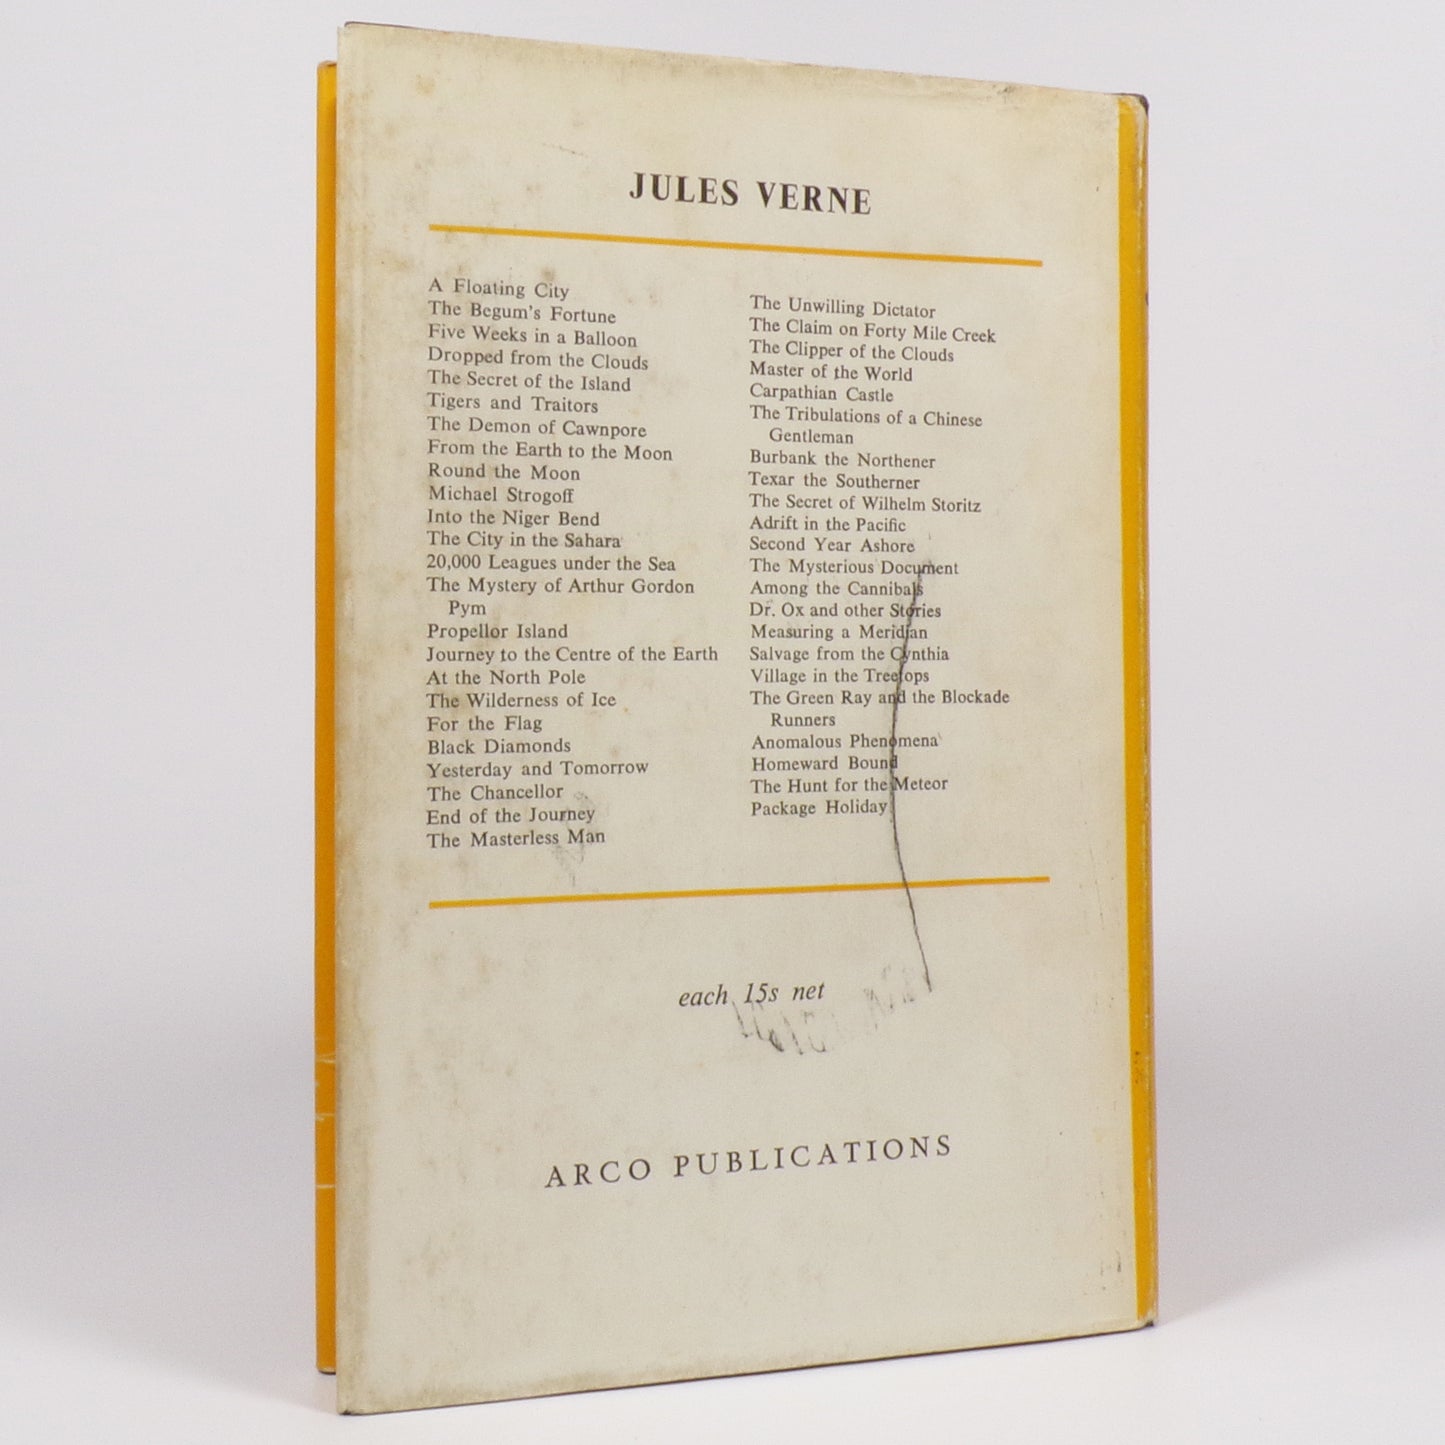 JULES VERNE
A Floating City
The Begum's Fortune
Five Weeks in a Balloon
Dropped from the Clouds
The Secret of the Island
Tigers and Traitors
The Demon of Cawnpore
From the Earth to the Moon
Round the Moon
Michael Strogoff
Into the Niger Bend
The City in the Sahara
20,000 Leagues under the Sea
The Mystery of Arthur Gordon
Pym
Propellor Island
Journey to the Centre of the Earth
At the North Pole
The Wilderness of Ice
For the Flag
Black Diamonds
Yesterday and Tomorrow
The Chancellor
End of the Journey
The Masterless Man
The Unwilling Dictator
The Claim on Forty Mile Creek
The Clipper of the Clouds
Master of the World
Carpathian Castle
The Tribulations of a Chinese
Gentleman
Burbank the Northener
Texar the Southerner
The Secret of Wilhelm Storitz
Adrift in the Pacific
Second Year Ashore
The Mysterious Document
Among the Cannibals
Dr. Ox and other Stories
Measuring a Meridian
Salvage from the Cynthia
Village in the Treetops
The Green Ray and the Blockade
Runners
Anomalous Phenomena
Homeward Bound
The Hunt for the Meteor
Package Holiday
each 15s net
ARCO PUBLICATIONS